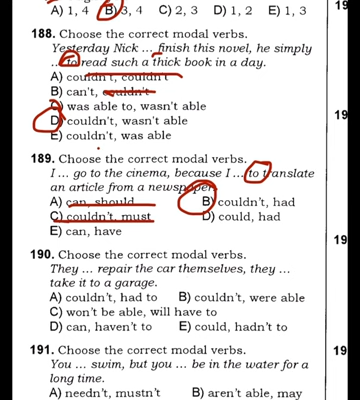 A) 1, 4 B) 3, 4 C) 2, 3 D) 1, 2 E) 1, 3
19
188. Choose the correct modal verbs.
Yesterday Nick ... finish this novel, he simply
... to read such a thick book in a day.
A) couldn't, couldn't
B) can't, couldn't
C) was able to, wasn't able
D) couldn't, wasn't able
E) couldn't, was able
19
189. Choose the correct modal verbs.
I ... go to the cinema, because I ... to translate
an article from a newspaper.
A) can, should B) couldn't, had
C) couldn't, must D) could, had
E) can, have
190. Choose the correct modal verbs.
They ... repair the car themselves, they ...
take it to a garage.
A) couldn't, had to B) couldn't, were able
C) won't be able, will have to
D) can, haven't to E) could, hadn't to
191. Choose the correct modal verbs.
19
You ... swim, but you ... be in the water for a
long time.
A) needn't, mustn't B) aren't able, may